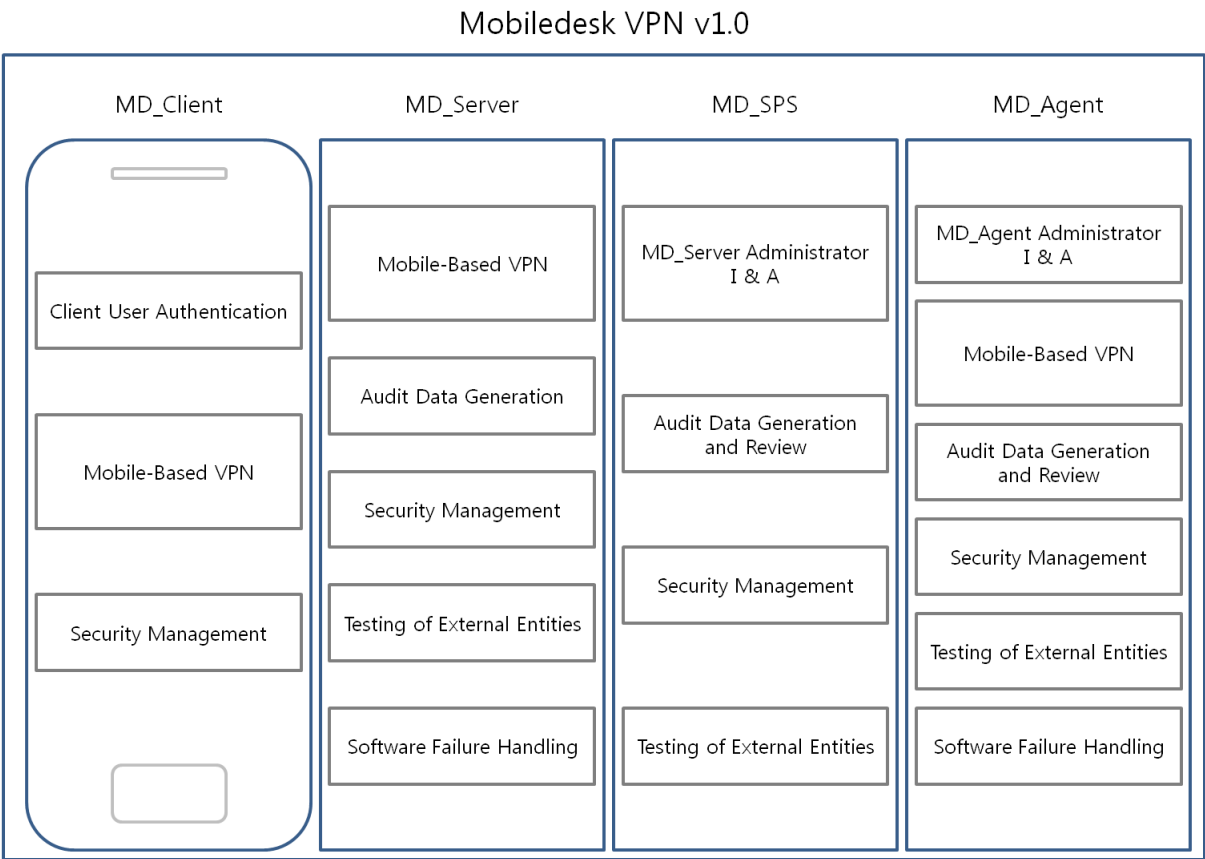 Mobiledesk VPN v1.0
MD_Client
Client User Authentication
Mobile-Based VPN
Security Management
MD_Server
Mobile-Based VPN
Audit Data Generation
Security Management
Testing of External Entities
Software Failure Handling
MD_SPS
MD_Server Administrator
I & A
Audit Data Generation
and Review
Security Management
Testing of External Entities
MD_Agent
MD_Agent Administrator
I & A
Mobile-Based VPN
Audit Data Generation
and Review
Security Management
Testing of External Entities
Software Failure Handling